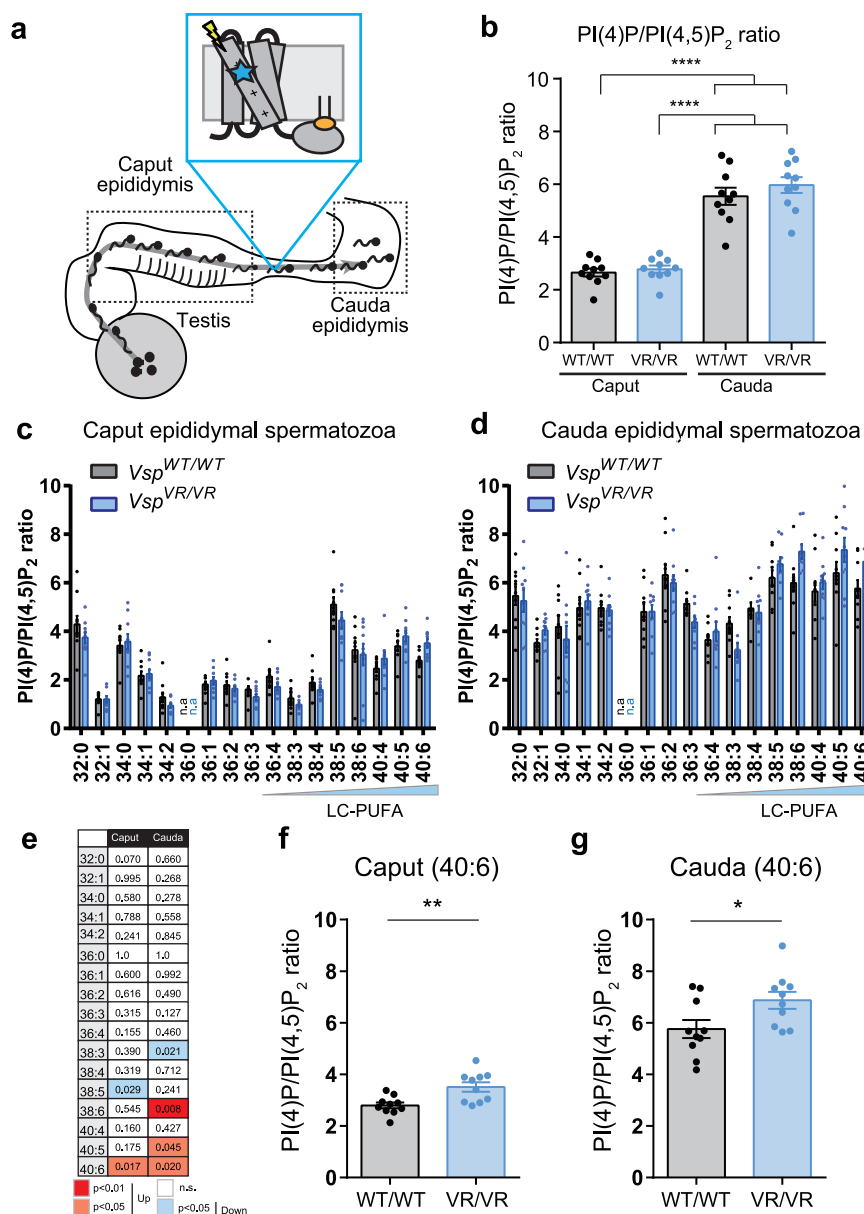 a
Caput
epididymis
Testis
Cauda
epididymis
+
+
+
b
PI(4)P/PI(4,5)P2 ratio
****
****
PI(4)P/PI(4,5)P2 ratio
10
8
6
4
2
0
WT/WT VR/VR WT/WT VR/VR
Caput Cauda
c Caput epididymal spermatozoa
Vsp WT/WT
Vsp VR/VR
PI(4)P/PI(4,5)P2 ratio
10
8
6
4
2
0
n.a
n.a
32:0 32:1 34:0 34:1 34:2 36:0 36:1 36:2 36:3 36:4 38:3 38:4 38:5 38:6 40:4 40:5 40:6
LC-PUFA
d Cauda epididymal spermatozoa
Vsp WT/WT
Vsp VR/VR
PI(4)P/PI(4,5)P2 ratio
10
8
6
4
2
0
n.a
n.a
32:0 32:1 34:0 34:1 34:2 36:0 36:1 36:2 36:3 36:4 38:3 38:4 38:5 38:6 40:4 40:5 40:6
LC-PUFA
e
Caput Cauda
32:0 0.070 0.660
32:1 0.995 0.268
34:0 0.580 0.278
34:1 0.788 0.558
34:2 0.241 0.845
36:0 1.0 1.0
36:1 0.600 0.992
36:2 0.616 0.490
36:3 0.315 0.127
36:4 0.155 0.460
38:3 0.390 0.021
38:4 0.319 0.712
38:5 0.029 0.241
38:6 0.545 0.008
40:4 0.160 0.427
40:5 0.175 0.045
40:6 0.017 0.020
p<0.01 Up n.s.
p<0.05 p<0.05 Down
f
Caput (40:6)
**
PI(4)P/PI(4,5)P2 ratio
10
8
6
4
2
0
WT/WT VR/VR
g
Cauda (40:6)
*
PI(4)P/PI(4,5)P2 ratio
10
8
6
4
2
0
WT/WT VR/VR